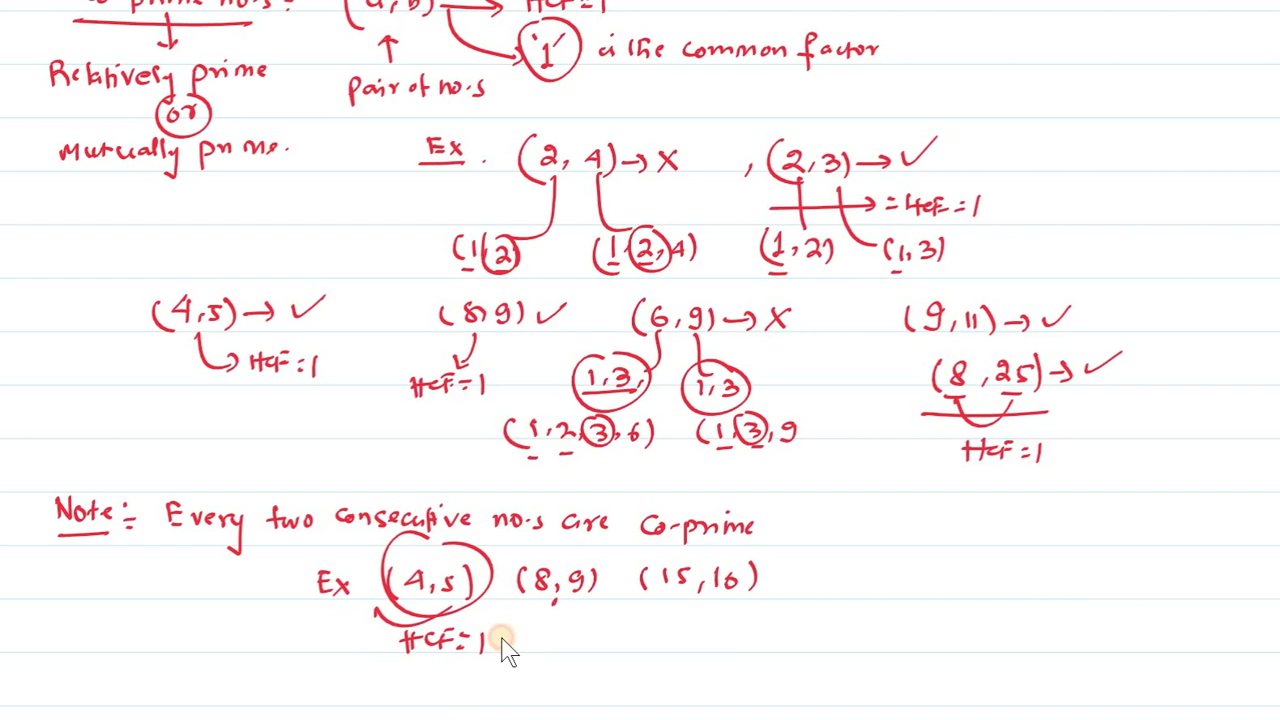 prime no.s: (a,b) → HCF=1
'1' is the common factor
Relatively prime
pair of no.s
or
Mutually prime.
Ex. (2, 4) → X , (2,3) → ✓
= HCF = 1
(1,2) (1,2,4) (1,2) (1,3)
(4,5) → ✓ (8,9) ✓ (6,9) → X (9,11) → ✓
HCF=1 HCF=1 1,3, 1,3 (8,25) → ✓
(1,2,3,6) (1,3,9 HCF=1
Note:- Every two consecutive no.s are co-prime
Ex (4,5) (8,9) (15,16)
HCF=1